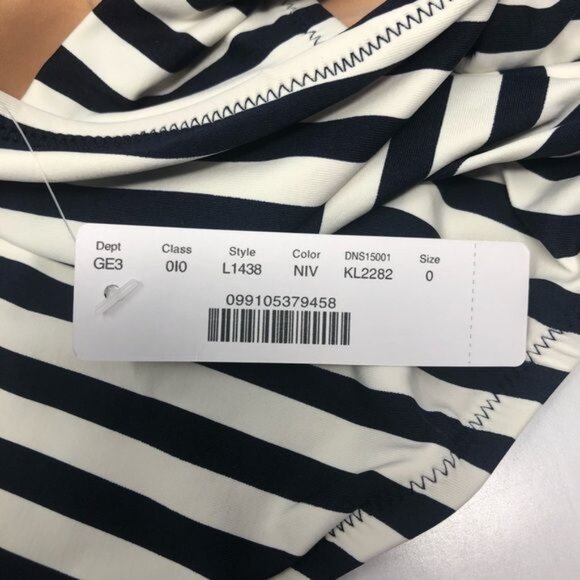 Dept Class Style Color DNS15001 Size
GE3 0I0 L1438 NIV KL2282 0
099105379458